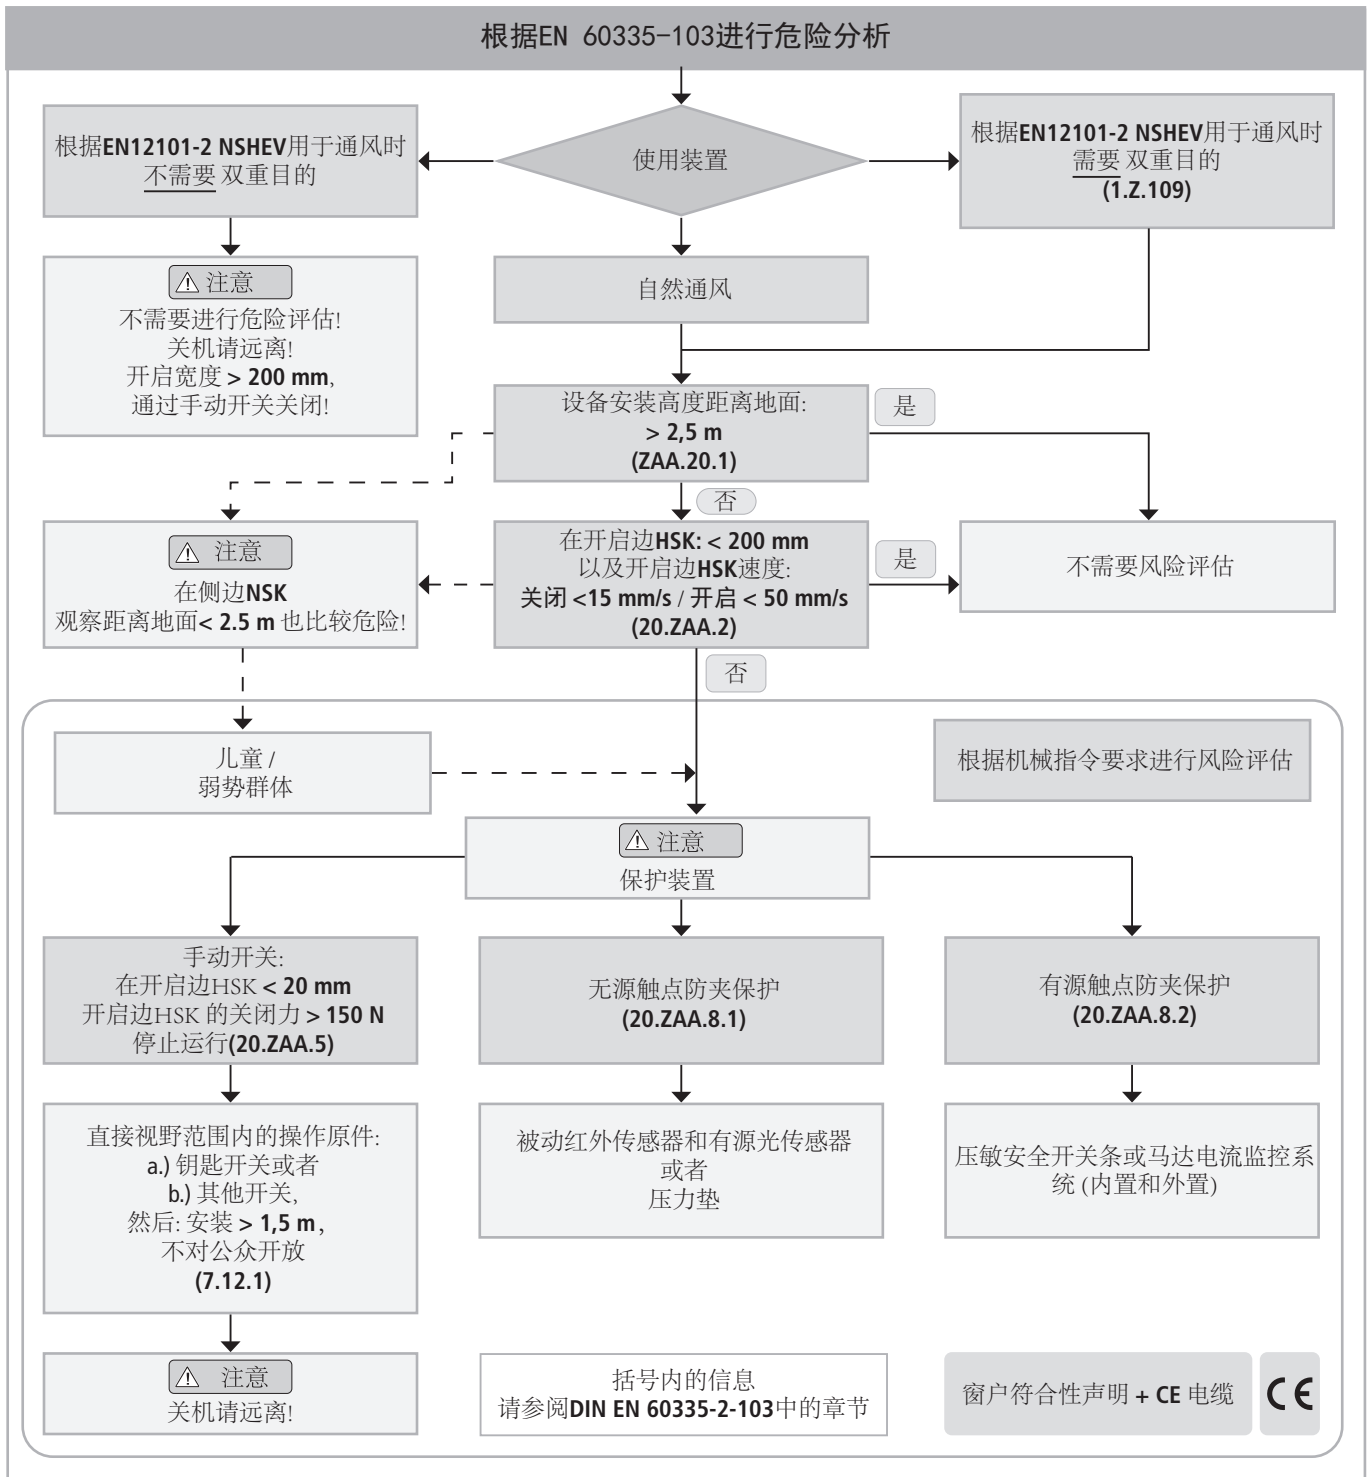 根据EN 60335-103进行危险分析
根据EN12101-2 NSHEV用于通风时
不需要 双重目的
使用装置
根据EN12101-2 NSHEV用于通风时
需要 双重目的
(1.Z.109)
注意
不需要进行危险评估!
关机请远离!
开启宽度 > 200 mm,
通过手动开关关闭!
自然通风
设备安装高度距离地面:
> 2,5 m
(ZAA.20.1)
是
否
注意
在侧边NSK
观察距离地面< 2.5 m 也比较危险!
在开启边HSK: < 200 mm
以及开启边HSK速度:
关闭 <15 mm/s / 开启 < 50 mm/s
(20.ZAA.2)
是
不需要风险评估
否
儿童 /
弱势群体
根据机械指令要求进行风险评估
注意
保护装置
手动开关:
在开启边HSK < 20 mm
开启边HSK 的关闭力 > 150 N
停止运行(20.ZAA.5)
无源触点防夹保护
(20.ZAA.8.1)
有源触点防夹保护
(20.ZAA.8.2)
直接视野范围内的操作原件:
a.) 钥匙开关或者
b.) 其他开关,
然后: 安装 > 1,5 m ,
不对公众开放
(7.12.1)
被动红外传感器和有源光传感器
或者
压力垫
压敏安全开关条或马达电流监控系
统 (内置和外置)
注意
关机请远离!
括号内的信息
请参阅DIN EN 60335-2-103中的章节
窗户符合性声明 + CE 电缆
CE